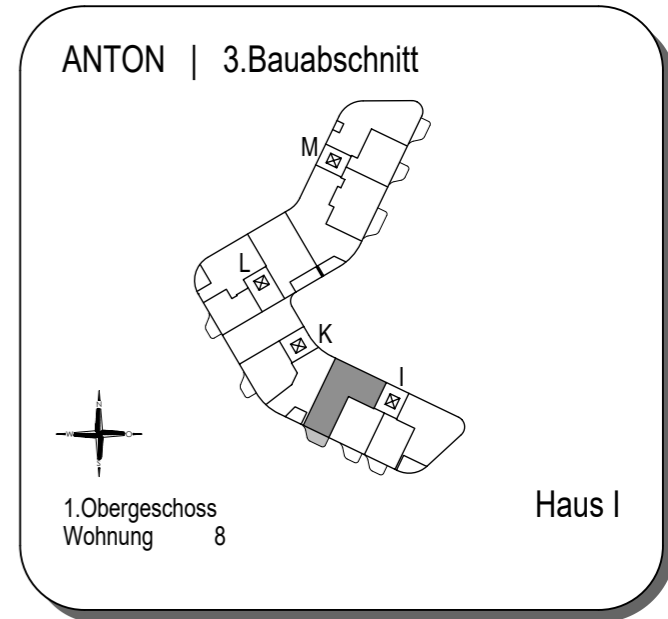 ANTON | 3.Bauabschnitt
M
L
K
I
N
W O
S
1.Obergeschoss
Wohnung 8
Haus I